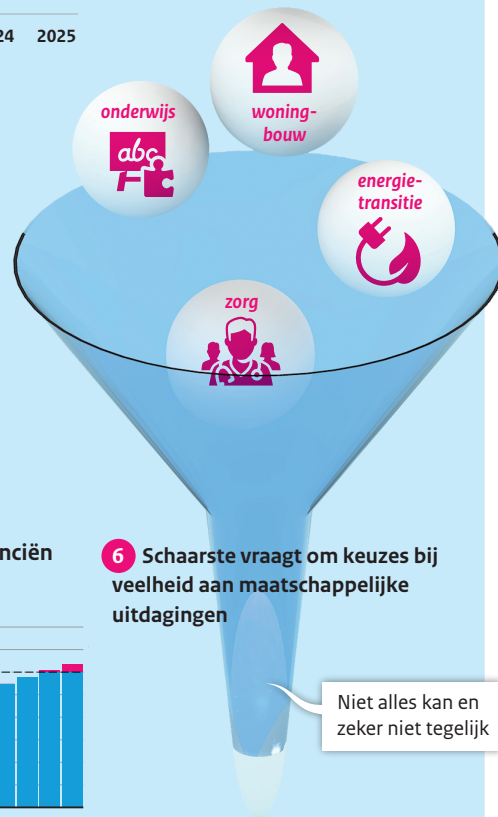 24 2025
onderwijs
abc
woning-
bouw
energie-
transitie
zorg
nciën
6 Schaarste vraagt om keuzes bij
veelheid aan maatschappelijke
uitdagingen
Niet alles kan en
zeker niet tegelijk